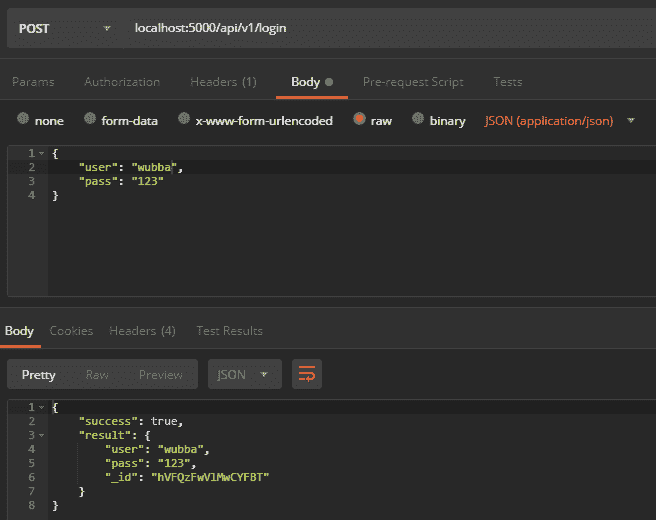 POST localhost:5000/api/v1/login
Params Authorization Headers (1) Body Pre-request Script Tests
none form-data x-www-form-urlencoded raw binary JSON (application/json)
1 {
2 "user": "wubba",
3 "pass": "123"
4 }
Body Cookies Headers (4) Test Results
Pretty Raw Preview JSON
1 {
2 "success": true,
3 "result": {
4 "user": "wubba",
5 "pass": "123",
6 "_id": "hVFQzFwV1MwCYFBT"
7 }
8 }